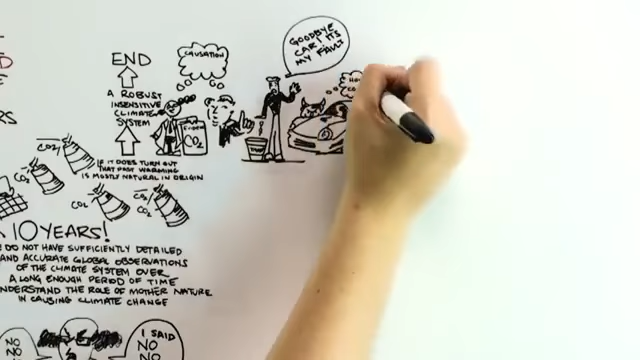 GOODBYE
CAR! IT'S
MY FAULT
CAUSATION
END
A ROBUST
INSENSITIVE
CLIMATE
SYSTEM
CO2
IF IT DOES TURN OUT
THAT PAST WARMING
IS MOSTLY NATURAL IN ORIGIN
CO2
CO2
CO2
CO2
CO2
10 YEARS!
DO NOT HAVE SUFFICIENTLY DETAILED
AND ACCURATE GLOBAL OBSERVATIONS
OF THE CLIMATE SYSTEM OVER
A LONG ENOUGH PERIOD OF TIME
UNDERSTAND THE ROLE OF MOTHER NATURE
IN CAUSING CLIMATE CHANGE
NO
NO
I SAID
NO
NO